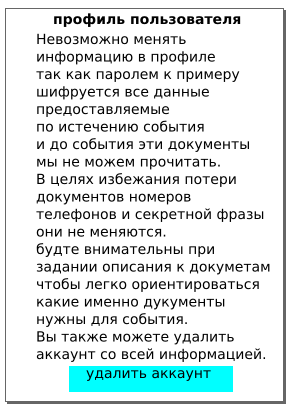 профиль пользователя
Невозможно менять
информацию в профиле
так как паролем к примеру
шифруется все данные
предоставляемые
по истечению события
и до события эти документы
мы не можем прочитать.
В целях избежания потери
документов номеров
телефонов и секретной фразы
они не меняются.
будте внимательны при
задании описания к докуметам
чтобы легко ориентироваться
какие именно дукументы
нужны для события.
Вы также можете удалить
аккаунт со всей информацией.
удалить аккаунт